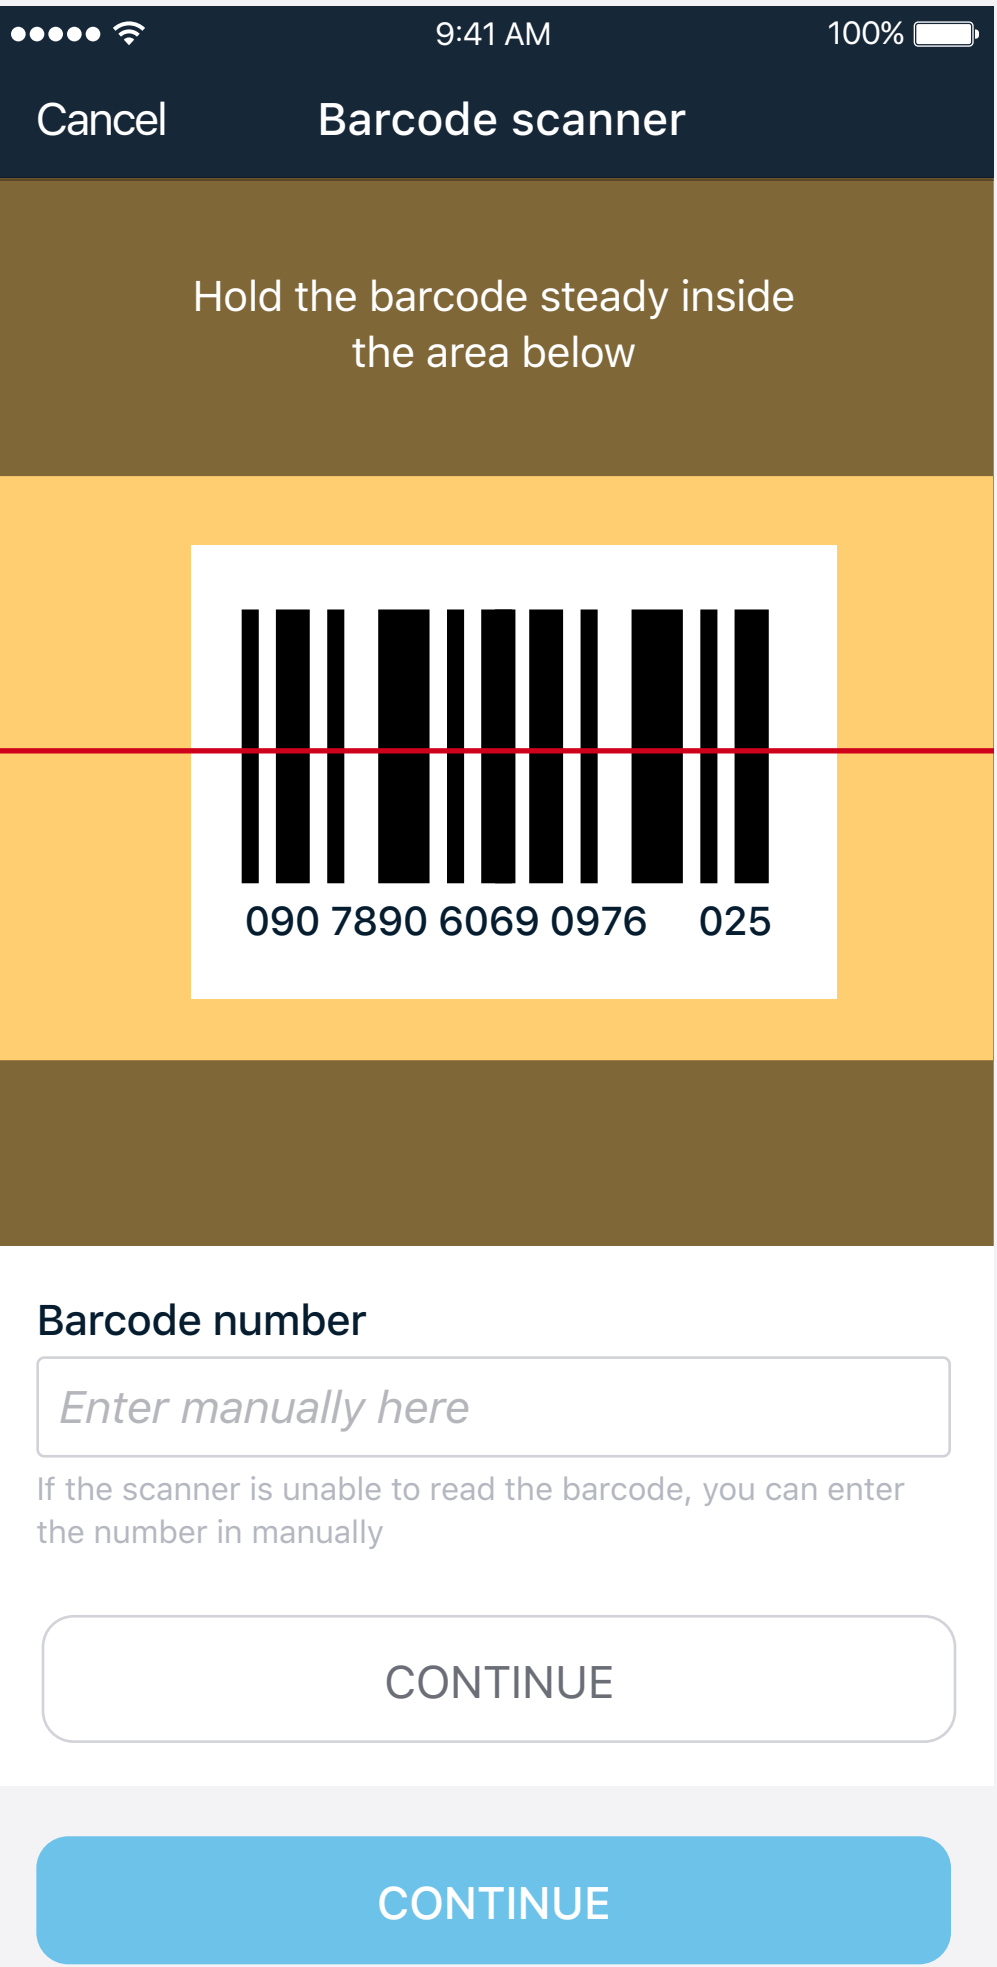 9:41 AM
100%
Cancel
Barcode scanner
Hold the barcode steady inside
the area below
090 7890 6069 0976 025
Barcode number
Enter manually here
If the scanner is unable to read the barcode, you can enter
the number in manually
CONTINUE
CONTINUE